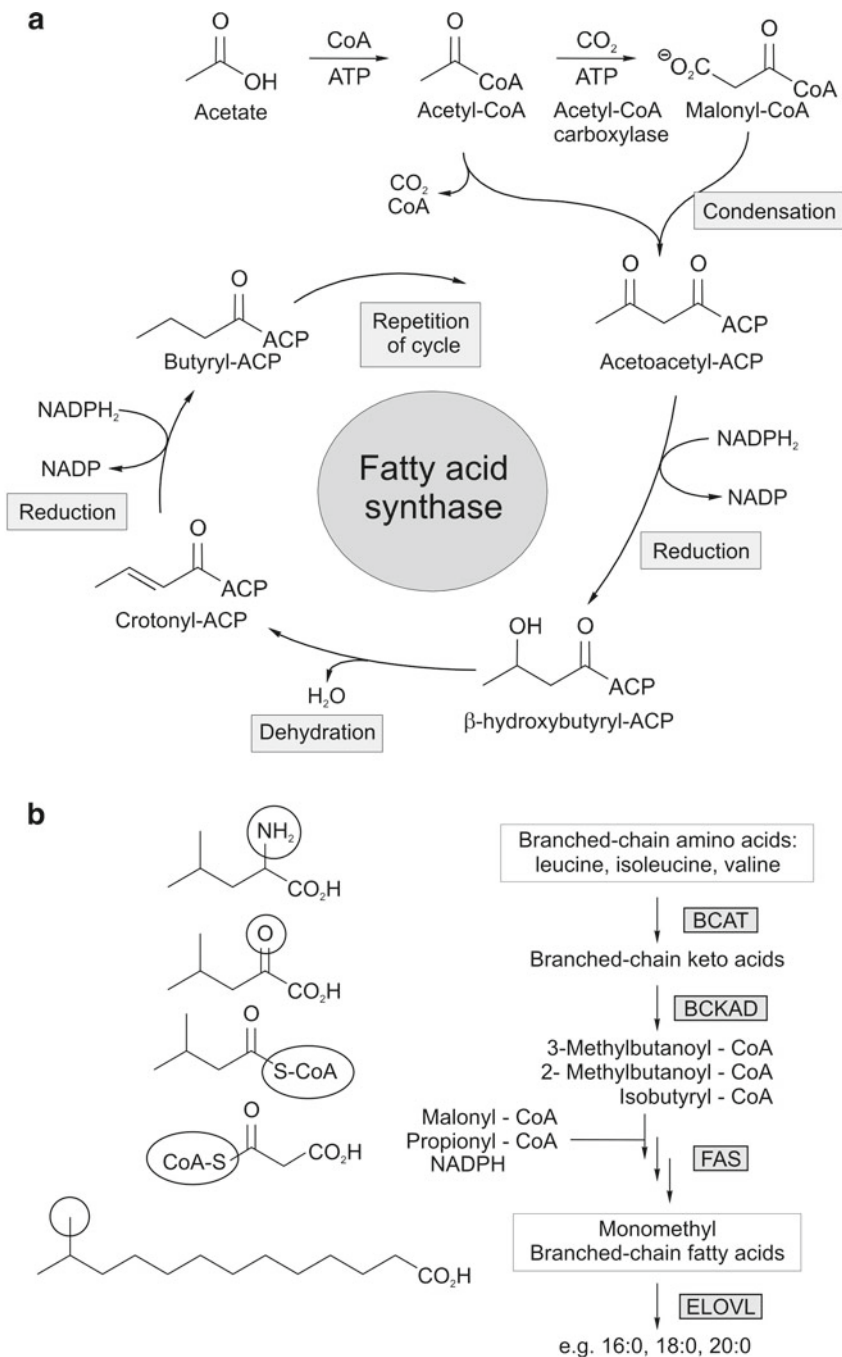 a
O
OH
Acetate
CoA
ATP
O
CoA
Acetyl-CoA
CO2
ATP
Acetyl-CoA
carboxylase
⊖O2C
O
CoA
Malonyl-CoA
CO2
CoA
Condensation
O
ACP
Butyryl-ACP
Repetition
of cycle
O O
ACP
Acetoacetyl-ACP
NADPH2
NADP
Reduction
Fatty acid
synthase
NADPH2
NADP
Reduction
O
ACP
Crotonyl-ACP
H2O
Dehydration
OH O
ACP
β-hydroxybutyryl-ACP
b
NH2
CO2H
O
CO2H
O
S-CoA
O
CoA-S
CO2H
CO2H
Branched-chain amino acids:
leucine, isoleucine, valine
BCAT
Branched-chain keto acids
BCKAD
3-Methylbutanoyl - CoA
2- Methylbutanoyl - CoA
Isobutyryl - CoA
Malonyl - CoA
Propionyl - CoA
NADPH
FAS
Monomethyl
Branched-chain fatty acids
ELOVL
e.g. 16:0, 18:0, 20:0